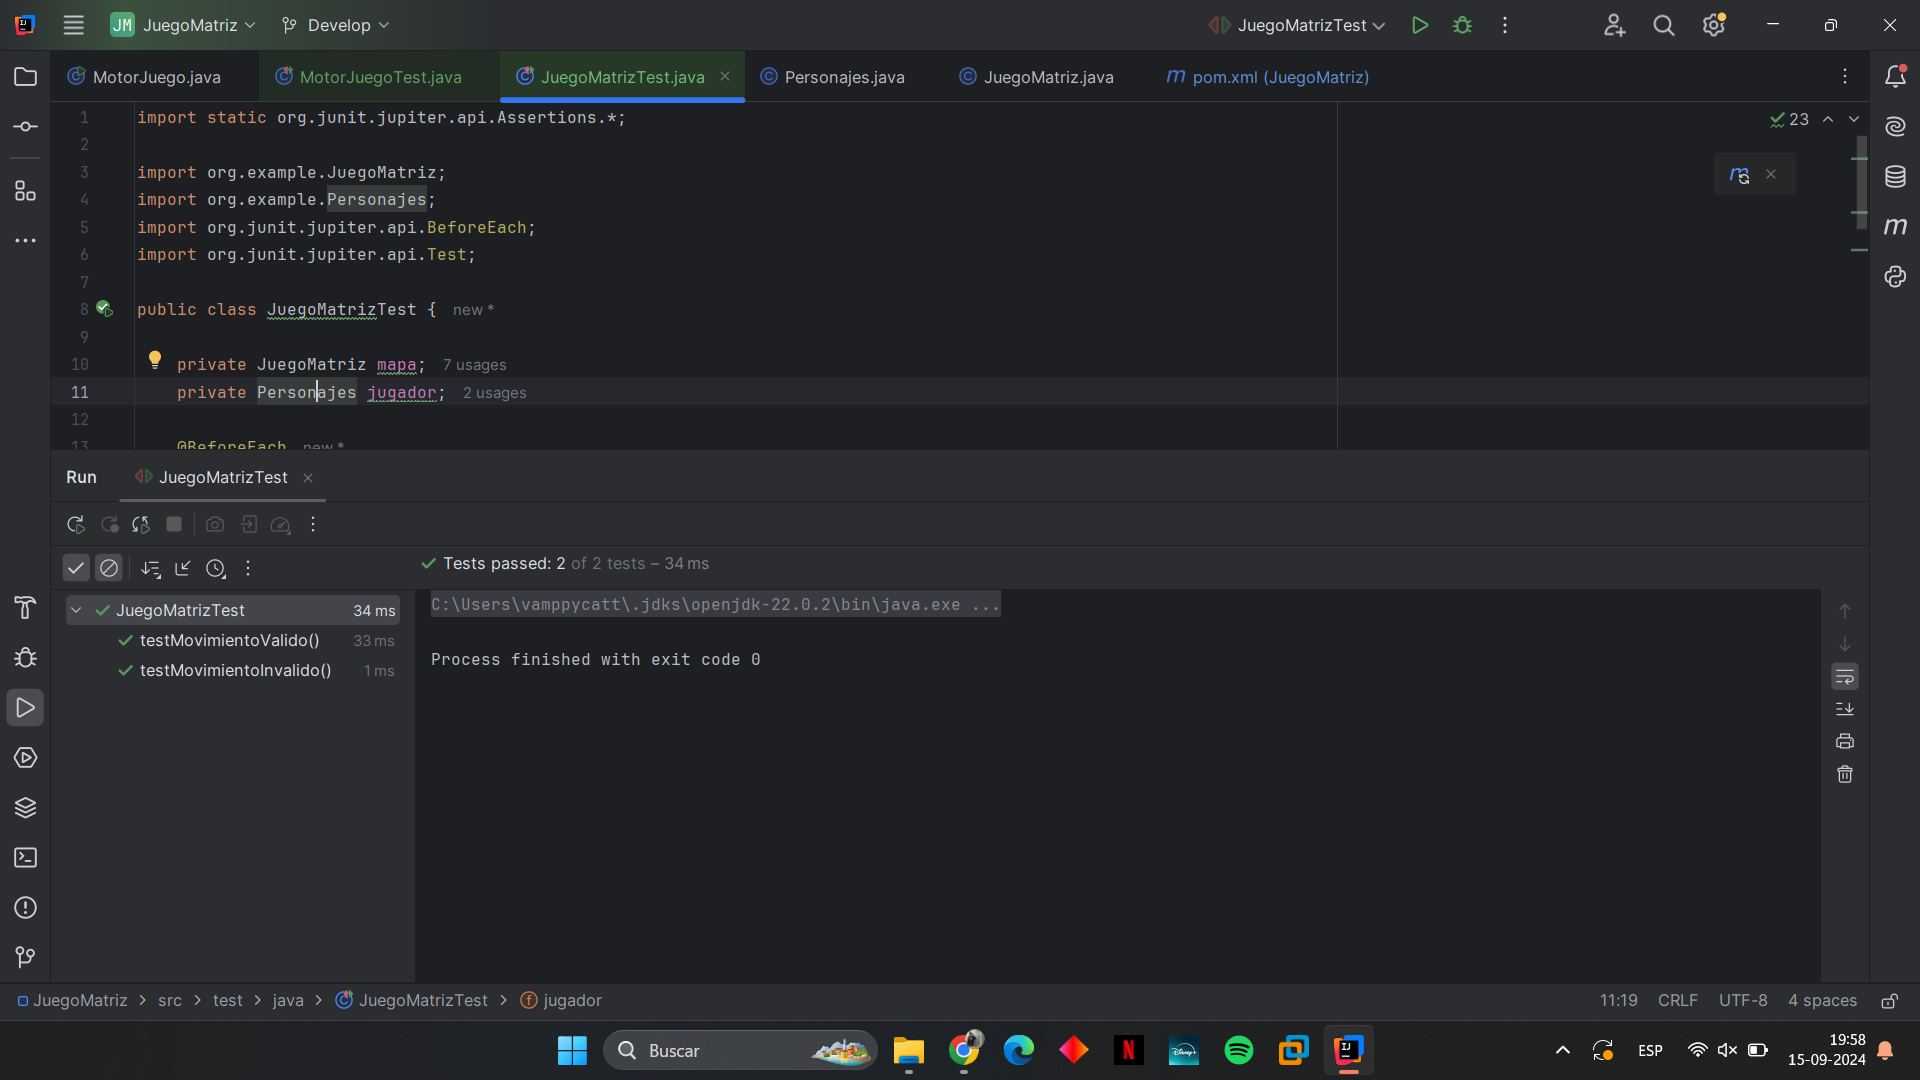 JM JuegoMatriz Develop JuegoMatrizTest
MotorJuego.java MotorJuegoTest.java JuegoMatrizTest.java Personajes.java JuegoMatriz.java m pom.xml (JuegoMatriz)
1 import static org.junit.jupiter.api.Assertions.*; 23
2
3 import org.example.JuegoMatriz;
4 import org.example.Personajes;
5 import org.junit.jupiter.api.BeforeEach;
6 import org.junit.jupiter.api.Test;
7
8 public class JuegoMatrizTest { new *
9
10 private JuegoMatriz mapa; 7 usages
11 private Personajes jugador; 2 usages
12
13 @BeforeEach new *
Run JuegoMatrizTest
Tests passed: 2 of 2 tests – 34 ms
JuegoMatrizTest 34 ms
testMovimientoValido() 33 ms
testMovimientoInvalido() 1 ms
C:\Users\vamppycatt\.jdks\openjdk-22.0.2\bin\java.exe ...
Process finished with exit code 0
JuegoMatriz > src > test > java > JuegoMatrizTest > jugador 11:19 CRLF UTF-8 4 spaces
Buscar ESP 19:58
15-09-2024